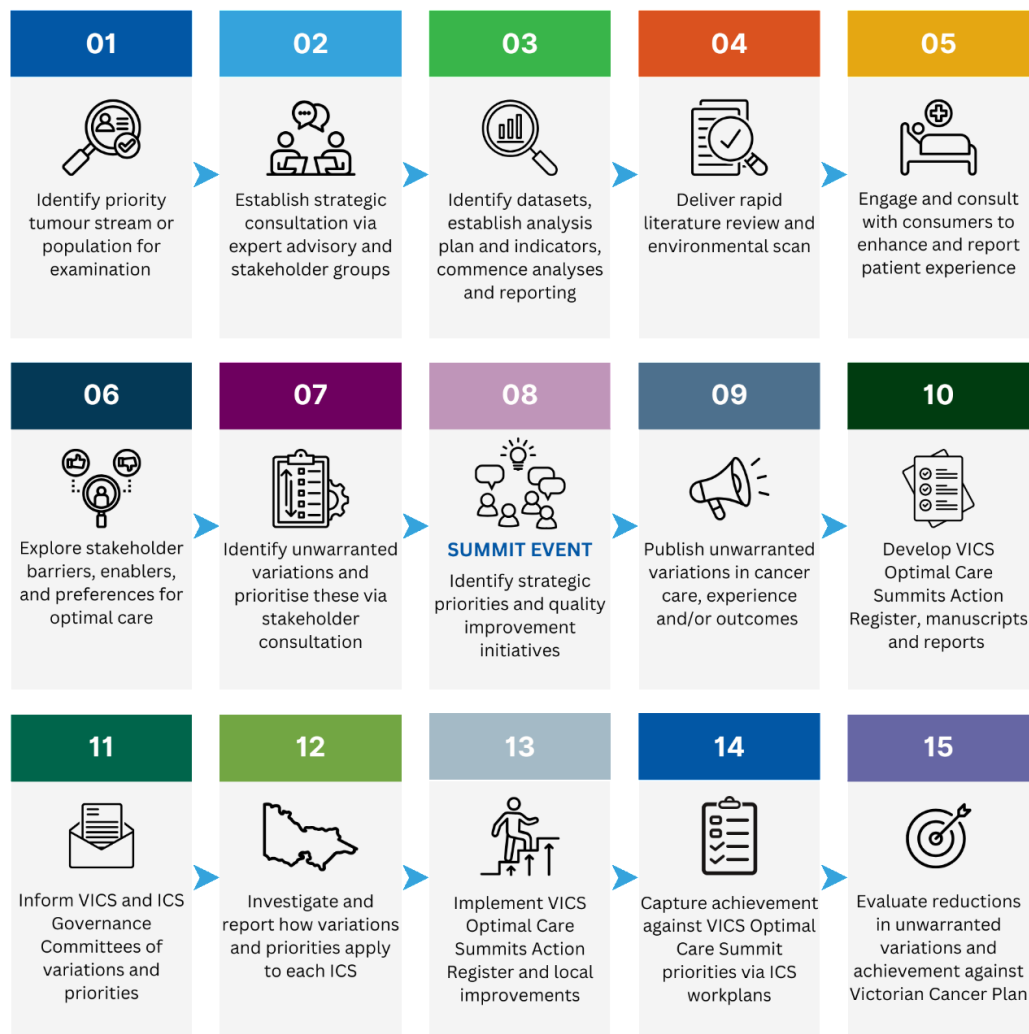 01
Identify priority
tumour stream or
population for
examination
02
Establish strategic
consultation via
expert advisory and
stakeholder groups
03
Identify datasets,
establish analysis
plan and indicators,
commence analyses
and reporting
04
Deliver rapid
literature review and
environmental scan
05
Engage and consult
with consumers to
enhance and report
patient experience
06
Explore stakeholder
barriers, enablers,
and preferences for
optimal care
07
Identify unwarranted
variations and
prioritise these via
stakeholder
consultation
08
SUMMIT EVENT
Identify strategic
priorities and quality
improvement
initiatives
09
Publish unwarranted
variations in cancer
care, experience
and/or outcomes
10
Develop VICS
Optimal Care
Summits Action
Register, manuscripts
and reports
11
Inform VICS and ICS
Governance
Committees of
variations and
priorities
12
Investigate and
report how variations
and priorities apply
to each ICS
13
Implement VICS
Optimal Care
Summits Action
Register and local
improvements
14
Capture achievement
against VICS Optimal
Care Summit
priorities via ICS
workplans
15
Evaluate reductions
in unwarranted
variations and
achievement against
Victorian Cancer Plan